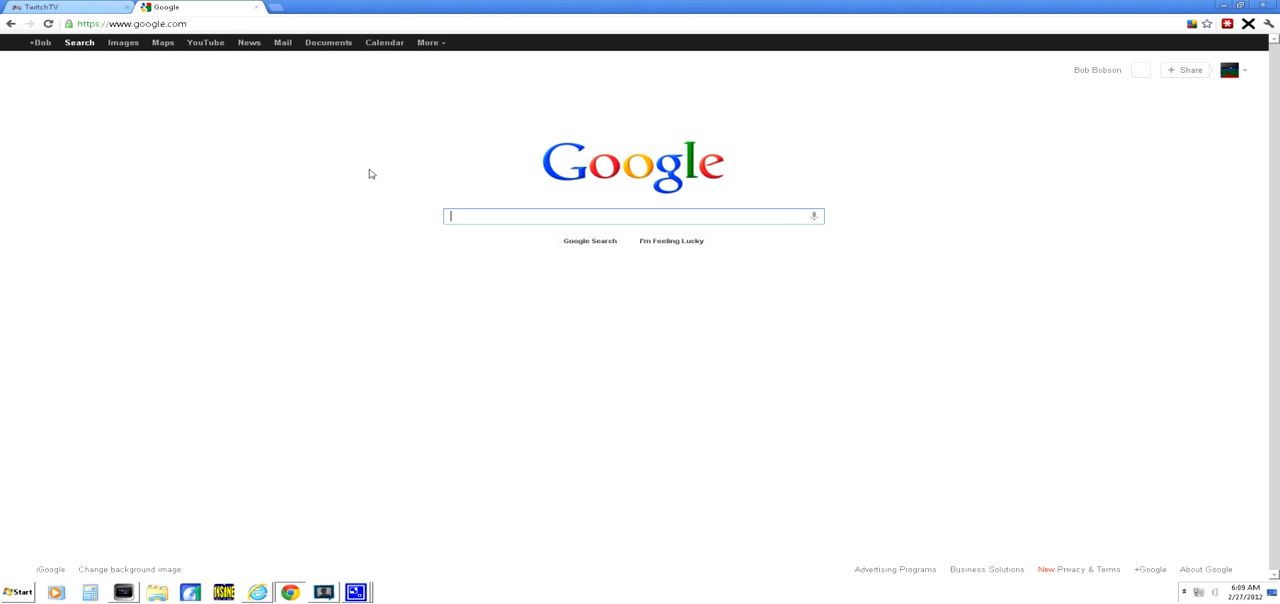 TwitchTV Google
https://www.google.com
+Bob Search Images Maps YouTube News Mail Documents Calendar More
Bob Bobson + Share
Google
Google Search I'm Feeling Lucky
iGoogle Change background image Advertising Programs Business Solutions New Privacy & Terms +Google About Google
Start INSANE 6:09 AM
2/27/2012